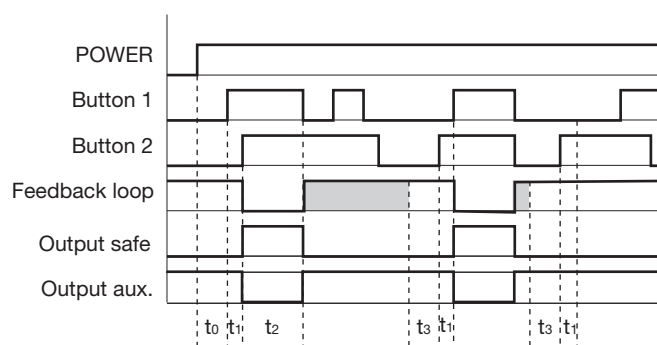 POWER
Button 1
Button 2
Feedback loop
Output safe
Output aux.
t0 t1 t2 t3 t1 t3 t1